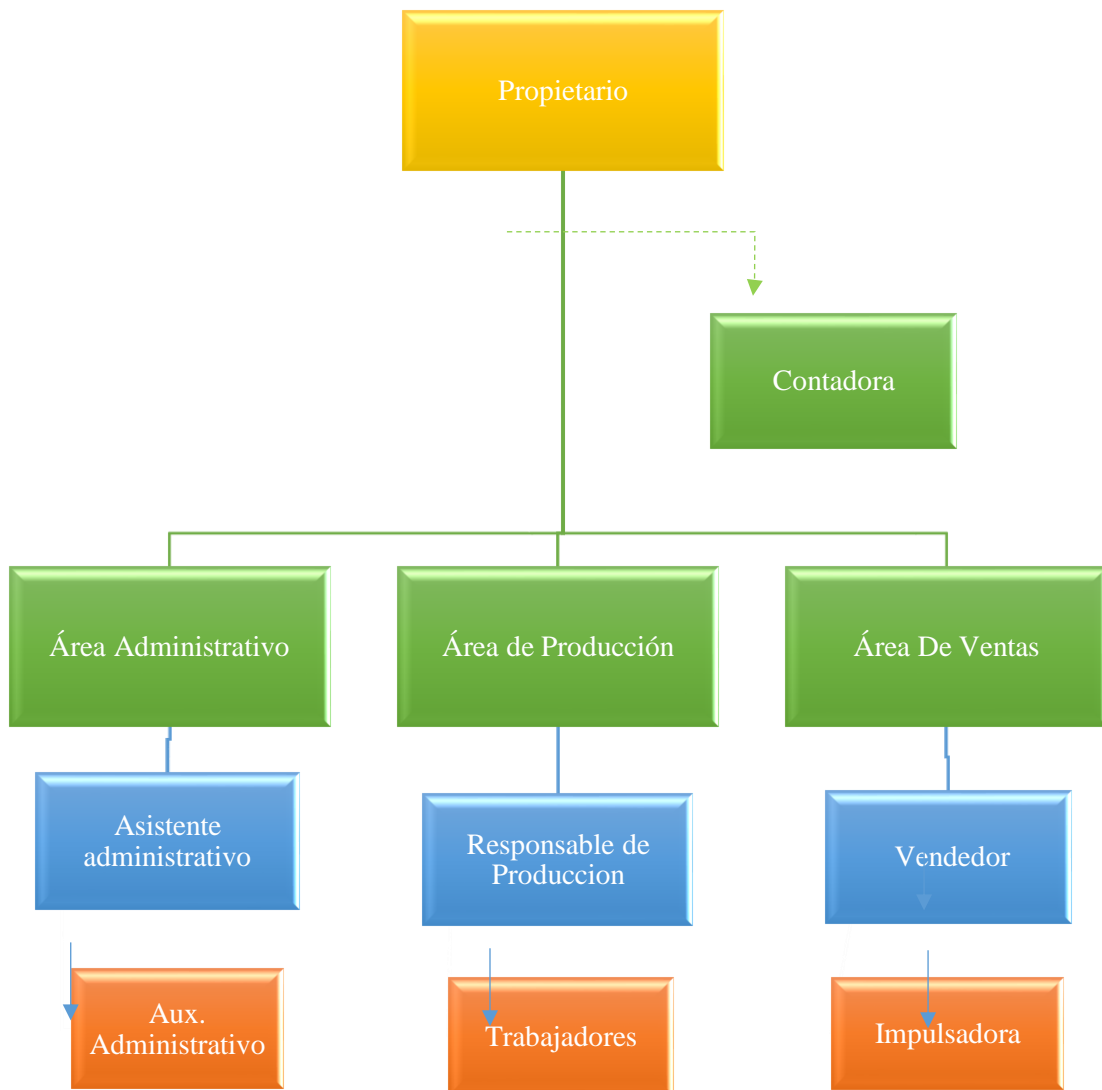 Propietario
Contadora
Área Administrativo
Área de Producción
Área De Ventas
Asistente
administrativo
Responsable de
Produccion
Vendedor
Aux.
Administrativo
Trabajadores
Impulsadora